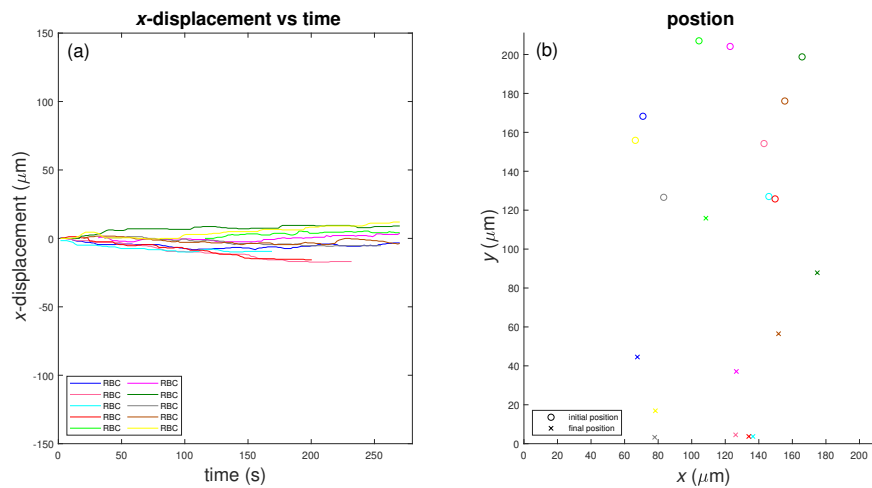 x-displacement vs time
(a)
x-displacement (μm)
150
100
50
0
-50
-100
-150
0 50 100 150 200 250
time (s)
RBC RBC
RBC RBC
RBC RBC
RBC RBC
RBC RBC
postion
(b)
y (μm)
200
180
160
140
120
100
80
60
40
20
0
0 20 40 60 80 100 120 140 160 180 200
x (μm)
initial position
final position